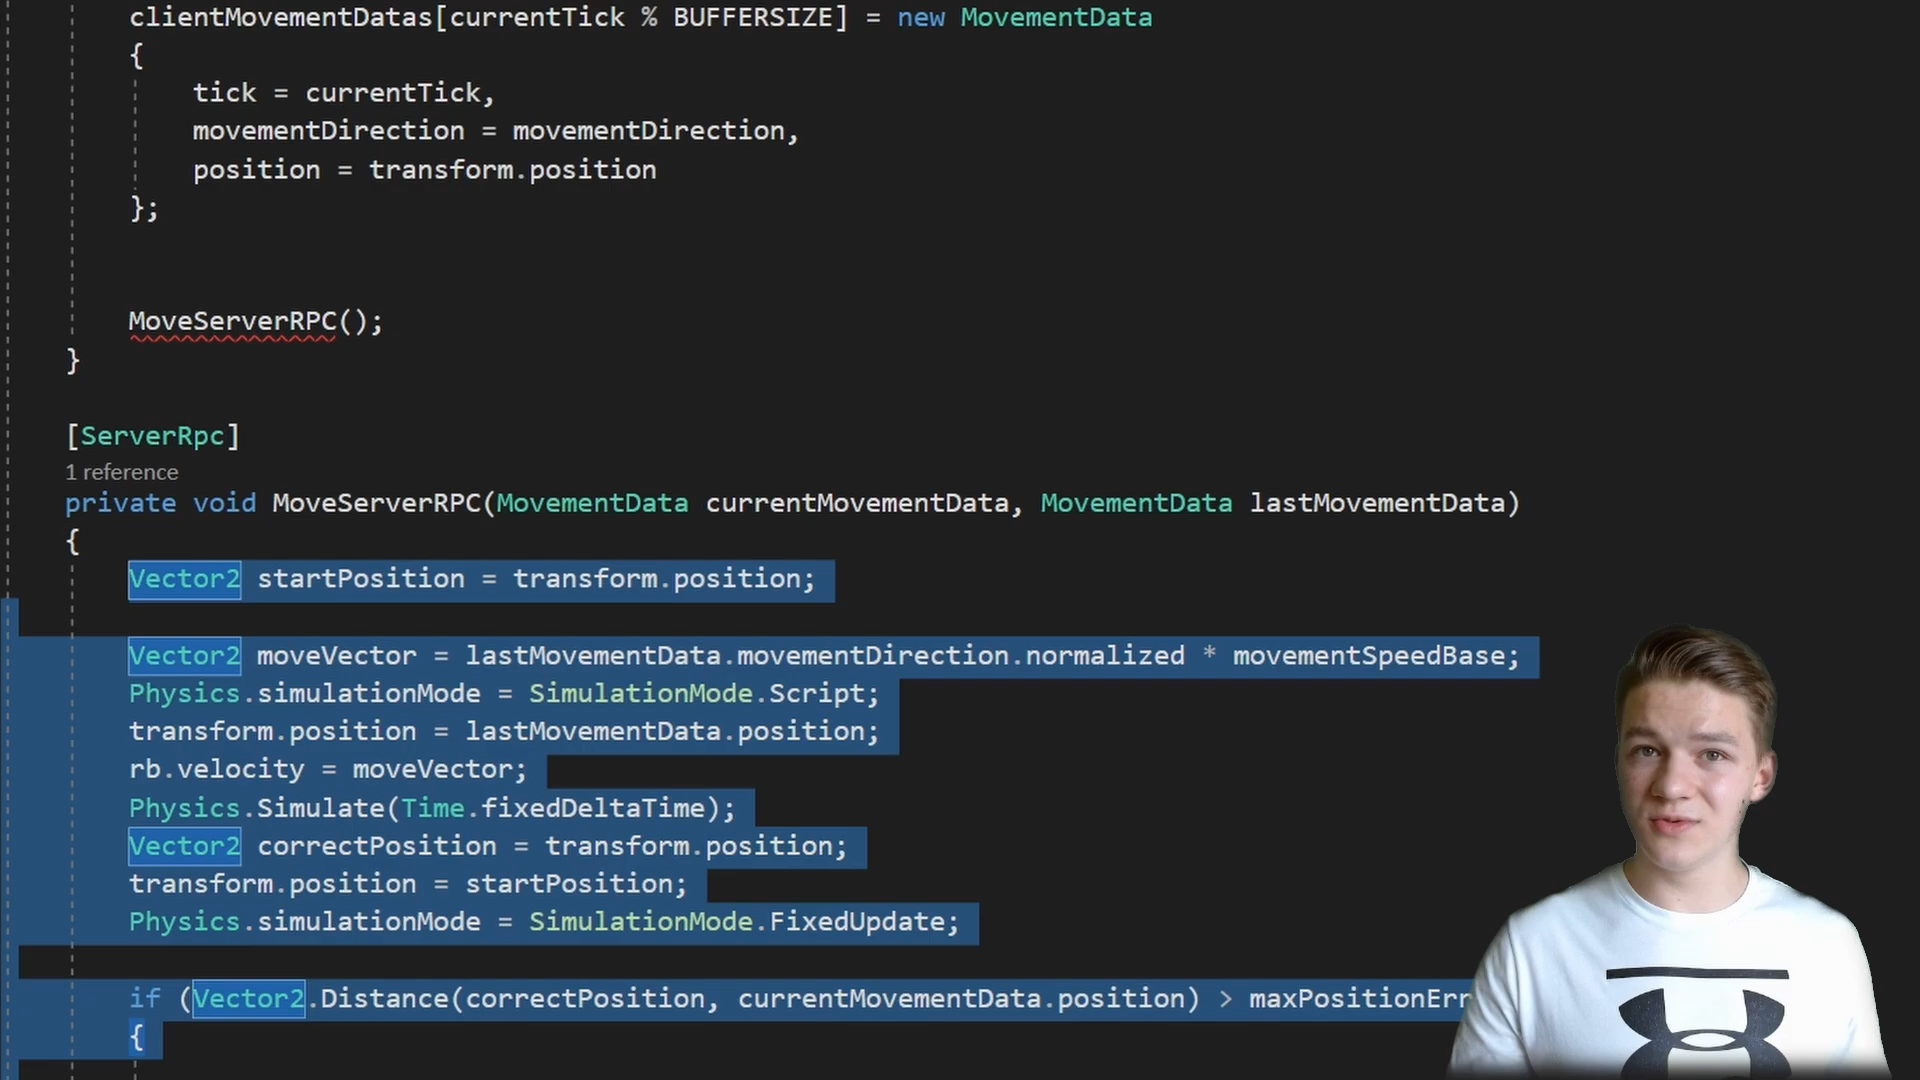 clientMovementDatas[currentTick % BUFFERSIZE] = new MovementData
{
tick = currentTick,
movementDirection = movementDirection,
position = transform.position
};
MoveServerRPC();
}
[ServerRpc]
1 reference
private void MoveServerRPC(MovementData currentMovementData, MovementData lastMovementData)
{
Vector2 startPosition = transform.position;
Vector2 moveVector = lastMovementData.movementDirection.normalized * movementSpeedBase;
Physics.simulationMode = SimulationMode.Script;
transform.position = lastMovementData.position;
rb.velocity = moveVector;
Physics.Simulate(Time.fixedDeltaTime);
Vector2 correctPosition = transform.position;
transform.position = startPosition;
Physics.simulationMode = SimulationMode.FixedUpdate;
if (Vector2.Distance(correctPosition, currentMovementData.position) > maxPositionErr
{